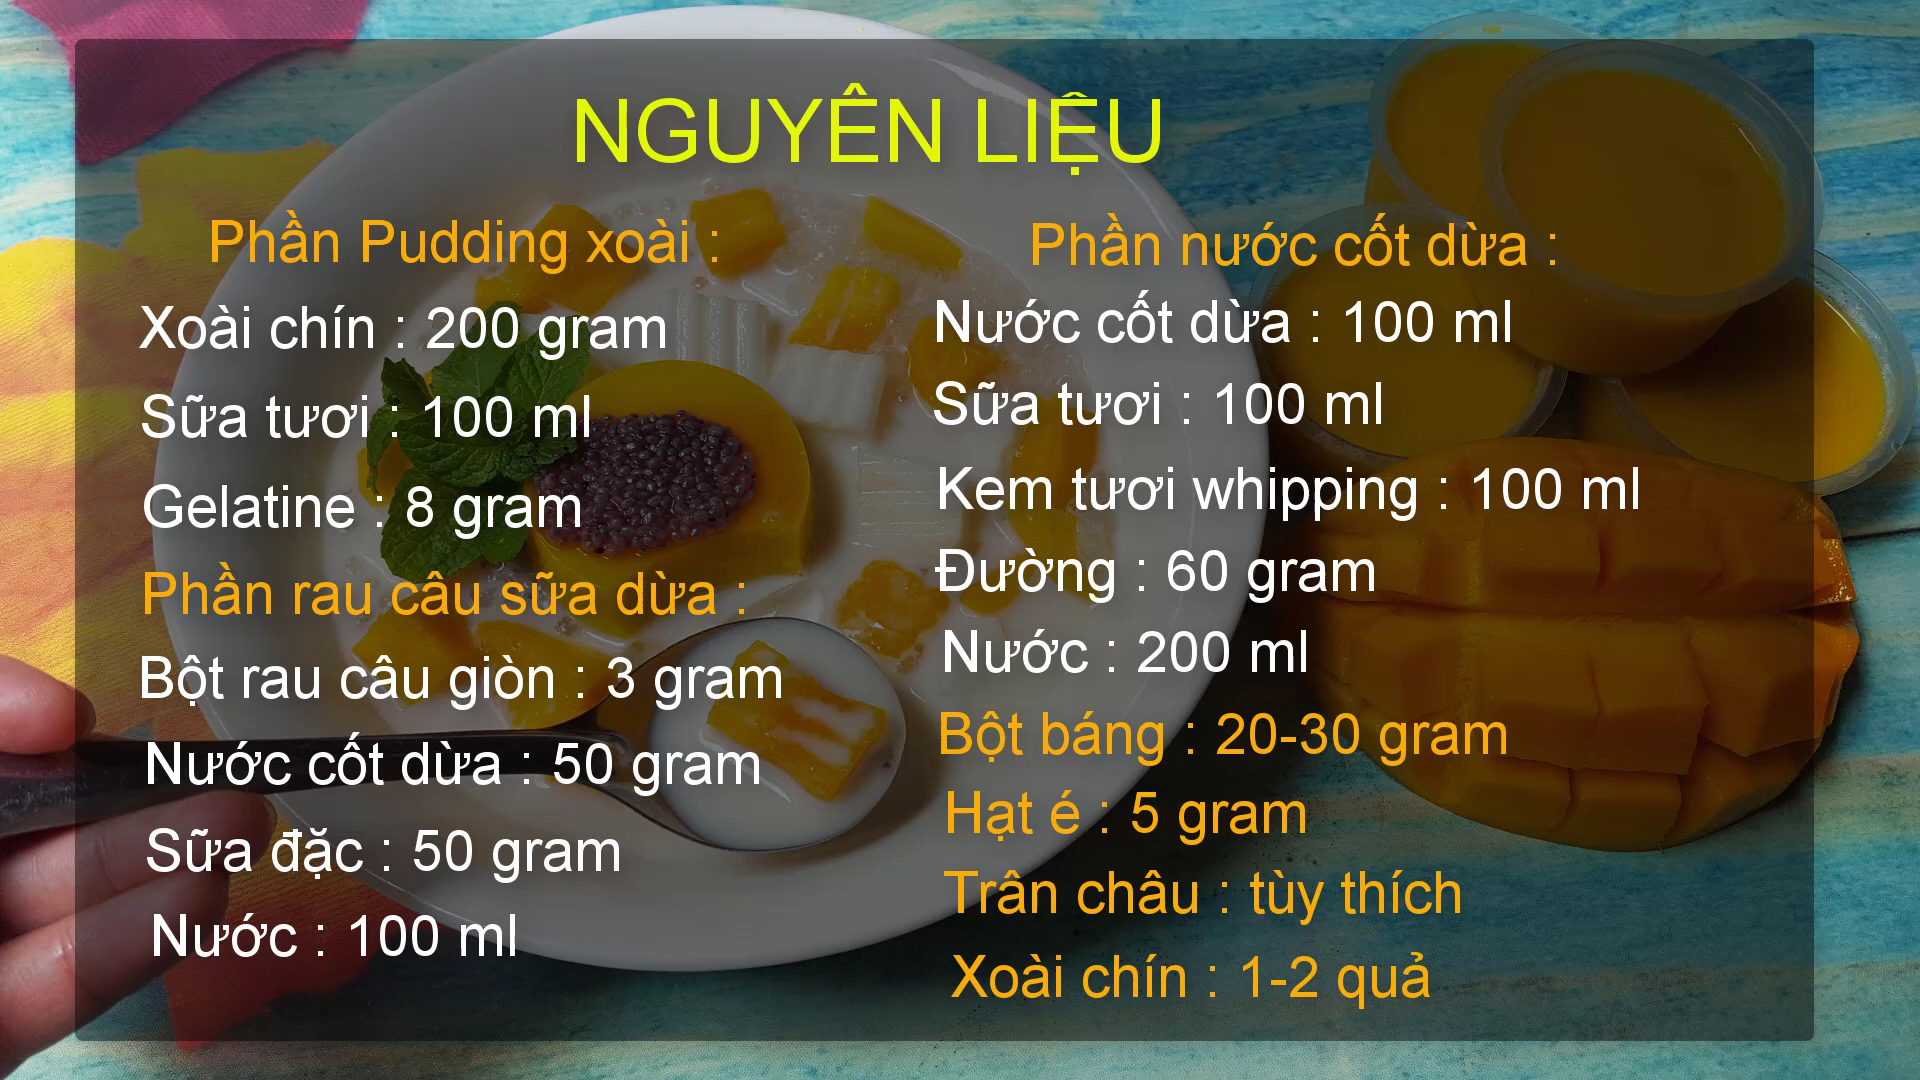 NGUYÊN LIỆU
Phần Pudding xoài :
Xoài chín : 200 gram
Sữa tươi : 100 ml
Gelatine : 8 gram
Phần rau câu sữa dừa :
Bột rau câu giòn : 3 gram
Nước cốt dừa : 50 gram
Sữa đặc : 50 gram
Nước : 100 ml
Phần nước cốt dừa :
Nước cốt dừa : 100 ml
Sữa tươi : 100 ml
Kem tươi whipping : 100 ml
Đường : 60 gram
Nước : 200 ml
Bột báng : 20-30 gram
Hạt é : 5 gram
Trân châu : tùy thích
Xoài chín : 1-2 quả